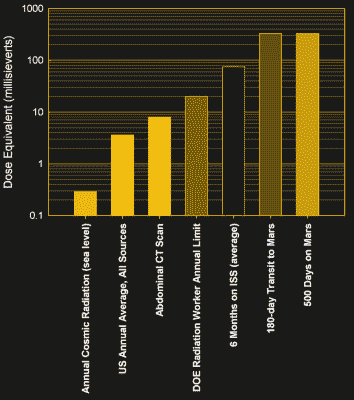 Dose Equivalent (millisieverts)
1000
100
10
1
0.1
Annual Cosmic Radiation (sea level)
US Annual Average, All Sources
Abdominal CT Scan
DOE Radiation Worker Annual Limit
6 Months on ISS (average)
180-day Transit to Mars
500 Days on Mars